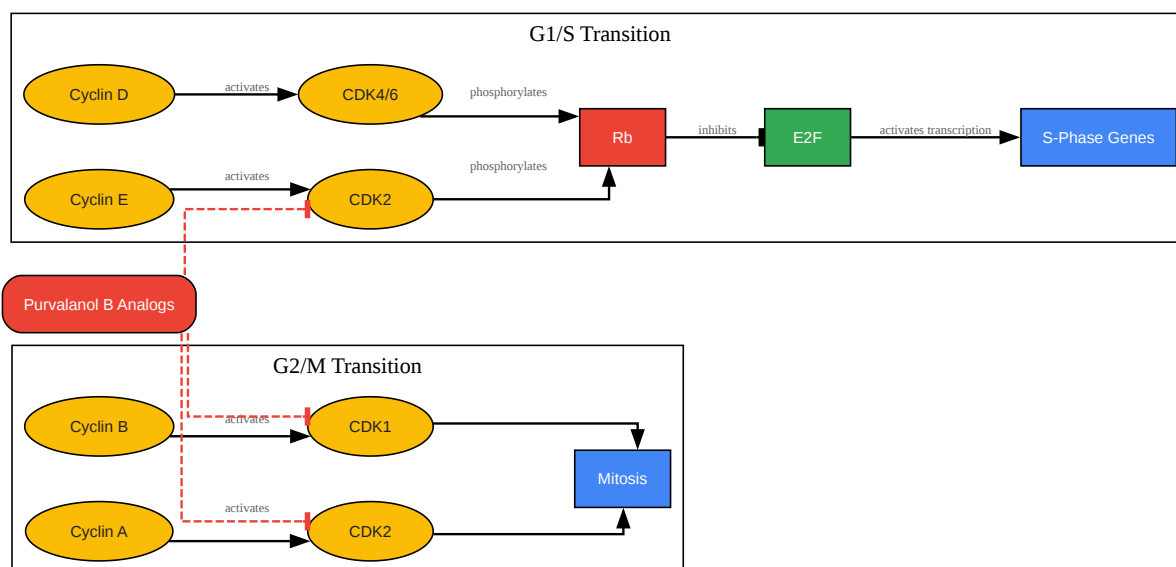 G1/S Transition
Cyclin D
activates
CDK4/6
phosphorylates
Rb
inhibits
E2F
activates transcription
S-Phase Genes
Cyclin E
activates
CDK2
phosphorylates
Purvalanol B Analogs
G2/M Transition
Cyclin B
activates
CDK1
Mitosis
Cyclin A
activates
CDK2